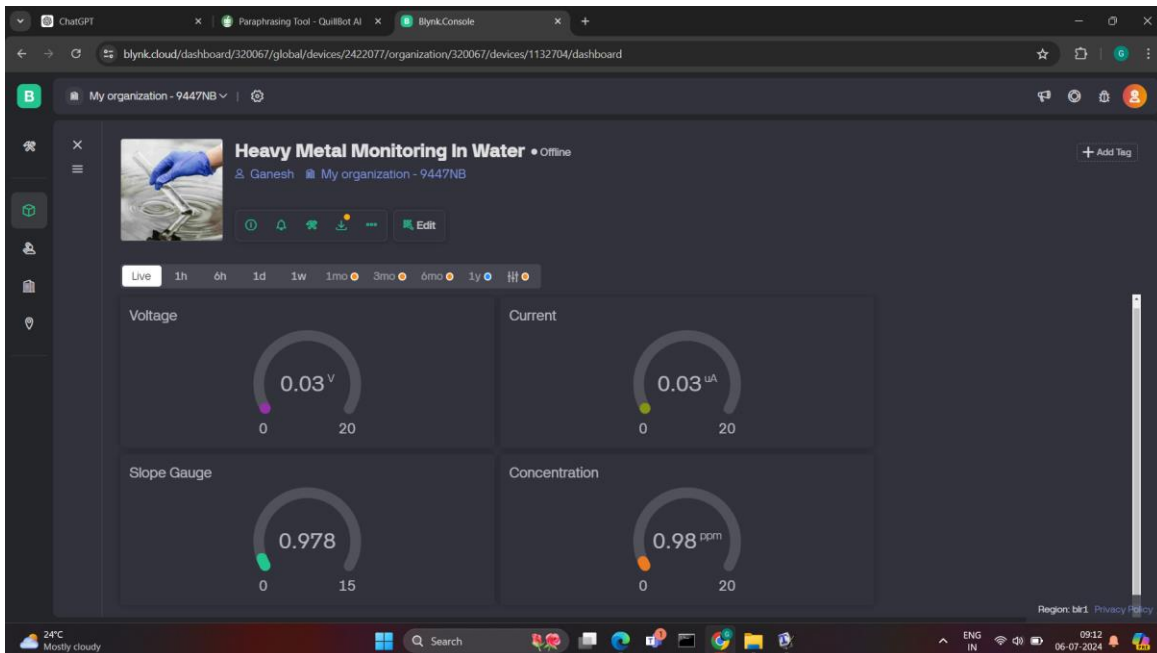 ChatGPT
Paraphrasing Tool - QuillBot AI
Blynk.Console
blynk.cloud/dashboard/320067/global/devices/2422077/organization/320067/devices/1132704/dashboard
G
B
My organization - 9447NB
Heavy Metal Monitoring In Water
Offline
+ Add Tag
Ganesh My organization - 9447NB
Edit
Live 1h 6h 1d 1w 1mo 3mo 6mo 1y
Voltage
0.03 V
0 20
Current
0.03 uA
0 20
Slope Gauge
0.978
0 15
Concentration
0.98 ppm
0 20
Region: blr1 Privacy Policy
24°C
Mostly cloudy
Search
ENG
IN
09:12
06-07-2024